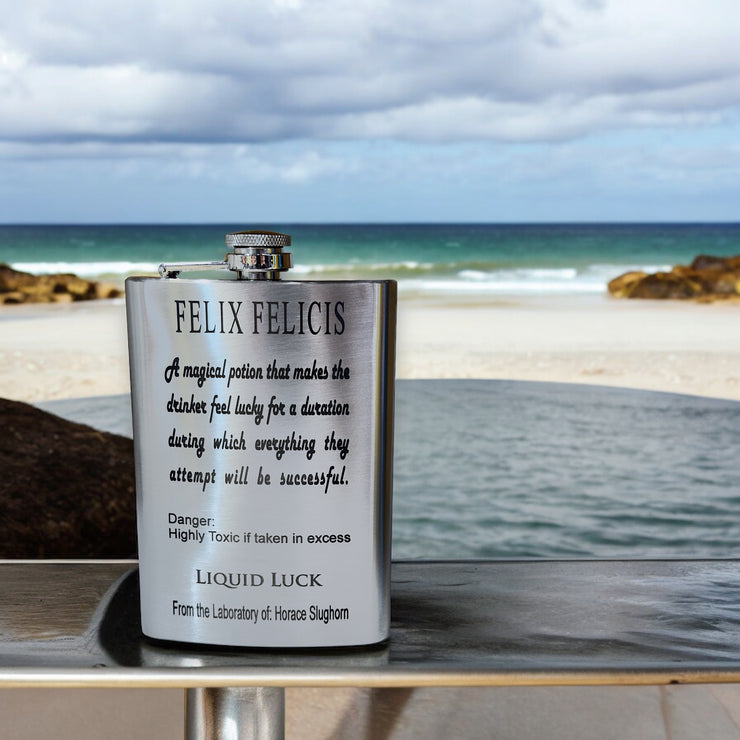 FELIX FELICIS
A magical potion that makes the
drinker feel lucky for a duration
during which everything they
attempt will be successful.
Danger:
Highly Toxic if taken in excess
LIQUID LUCK
From the Laboratory of: Horace Slughorn